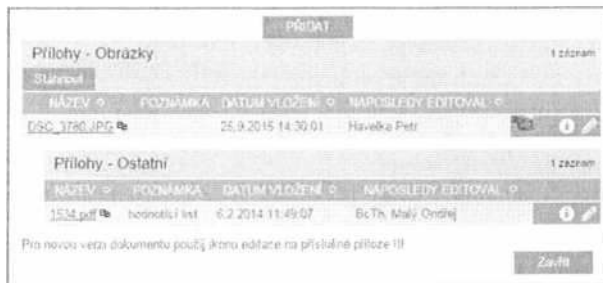 PŘIDAT
Přílohy - Obrázky 1 záznam
Stáhnout
NÁZEV POZNÁMKA DATUM VLOŽENÍ NAPOSLEDY EDITOVAL
DSC_3780.JPG 25.9.2015 14:30:01 Havelka Petr
Přílohy - Ostatní 1 záznam
NÁZEV POZNÁMKA DATUM VLOŽENÍ NAPOSLEDY EDITOVAL
1534.pdf hodnotící list 6.2.2014 11:49:07 BcTh. Malý Ondřej
Pro novou verzi dokumentu použij ikonu editace na příslušné příloze !!!
Zavřít